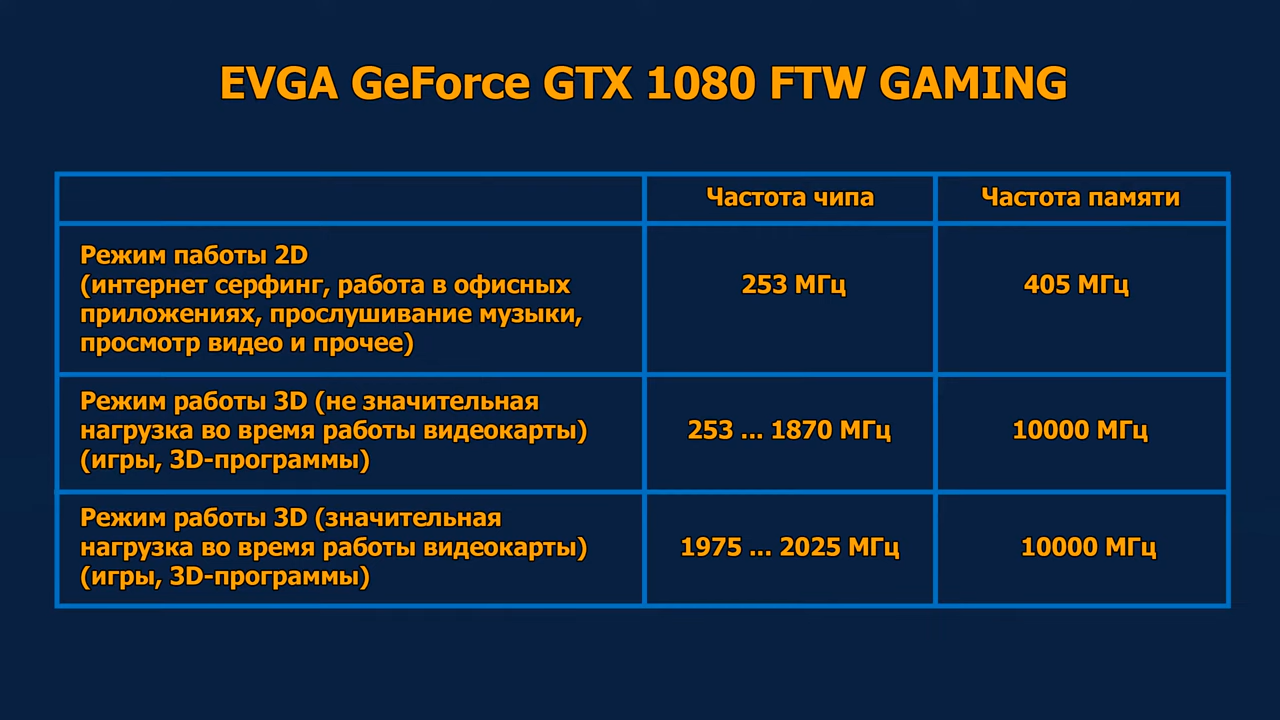 EVGA GeForce GTX 1080 FTW GAMING
Частота чипа
Частота памяти
Режим паботы 2D
(интернет серфинг, работа в офисных
приложениях, прослушивание музыки,
просмотр видео и прочее)
253 МГц
405 МГц
Режим работы 3D (не значительная
нагрузка во время работы видеокарты)
(игры, 3D-программы)
253 ... 1870 МГц
10000 МГц
Режим работы 3D (значительная
нагрузка во время работы видеокарты)
(игры, 3D-программы)
1975 ... 2025 МГц
10000 МГц